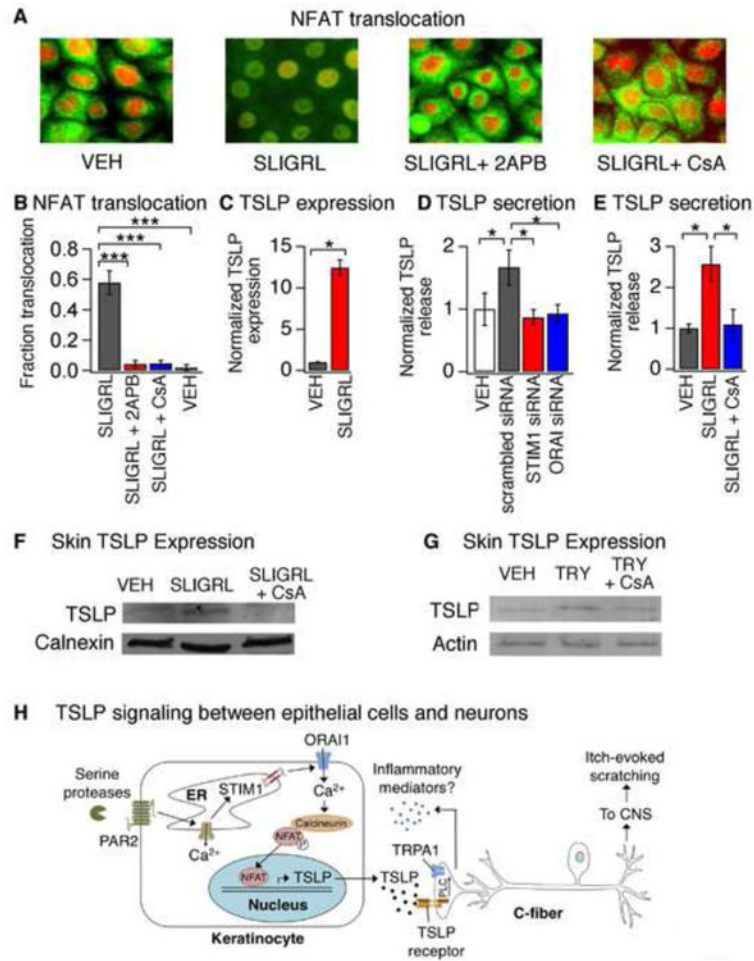 A
NFAT translocation
VEH
SLIGRL
SLIGRL+ 2APB
SLIGRL+ CsA
B NFAT translocation
Fraction translocation
0.8
0.6
0.4
0.2
0.0
***
***
***
SLIGRL
SLIGRL + 2APB
SLIGRL + CsA
VEH
C TSLP expression
Normalized TSLP
expression
15
10
5
0
*
VEH
SLIGRL
D TSLP secretion
Normalized TSLP
release
2
1
0
*
*
*
VEH
scrambled siRNA
STIM1 siRNA
ORAI siRNA
E TSLP secretion
Normalized TSLP
release
3
2
1
0
*
*
VEH
SLIGRL
SLIGRL + CsA
F Skin TSLP Expression
VEH
SLIGRL
SLIGRL
+ CsA
TSLP
Calnexin
G Skin TSLP Expression
VEH
TRY
TRY
+ CsA
TSLP
Actin
H TSLP signaling between epithelial cells and neurons
Serine
proteases
PAR2
ER
STIM1
Ca2+
ORAI1
Ca2+
Calcineurin
NFAT
P
NFAT
TSLP
Nucleus
Keratinocyte
Inflammatory
mediators?
TRPA1
TSLP
PLC
TSLP
receptor
C-fiber
Itch-evoked
scratching
To CNS